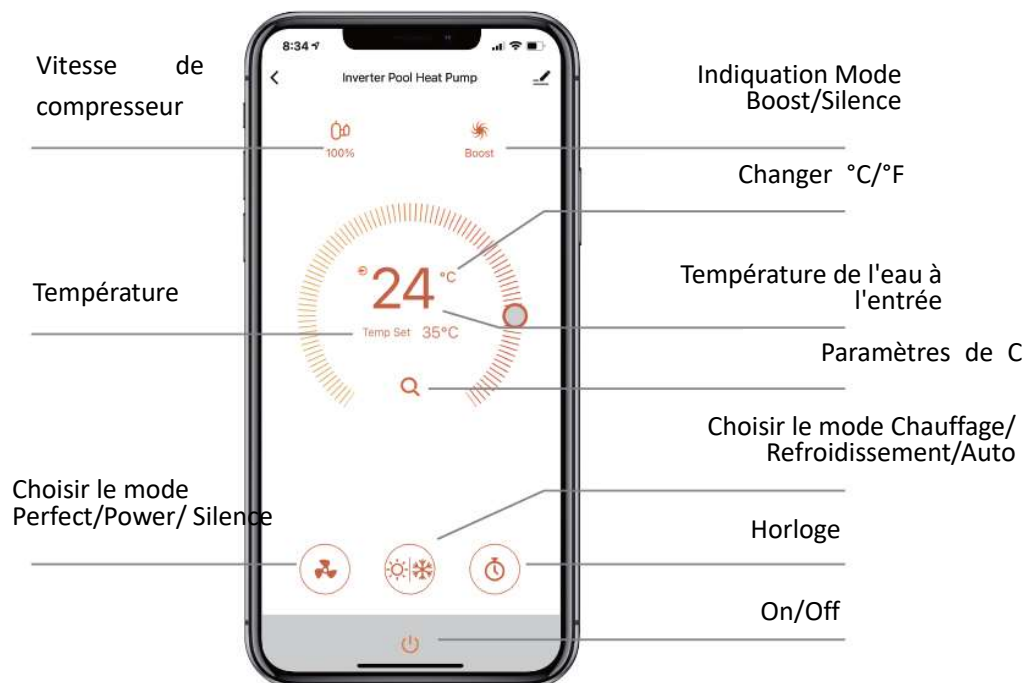 Vitesse de
compresseur
Température
Choisir le mode
Perfect/Power/ Silence
8:34
Inverter Pool Heat Pump
100%
Boost
24 °C
Temp Set 35°C
Indiquation Mode
Boost/Silence
Changer °C/°F
Température de l'eau à
l'entrée
Paramètres de C
Choisir le mode Chauffage/
Refroidissement/Auto
Horloge
On/Off